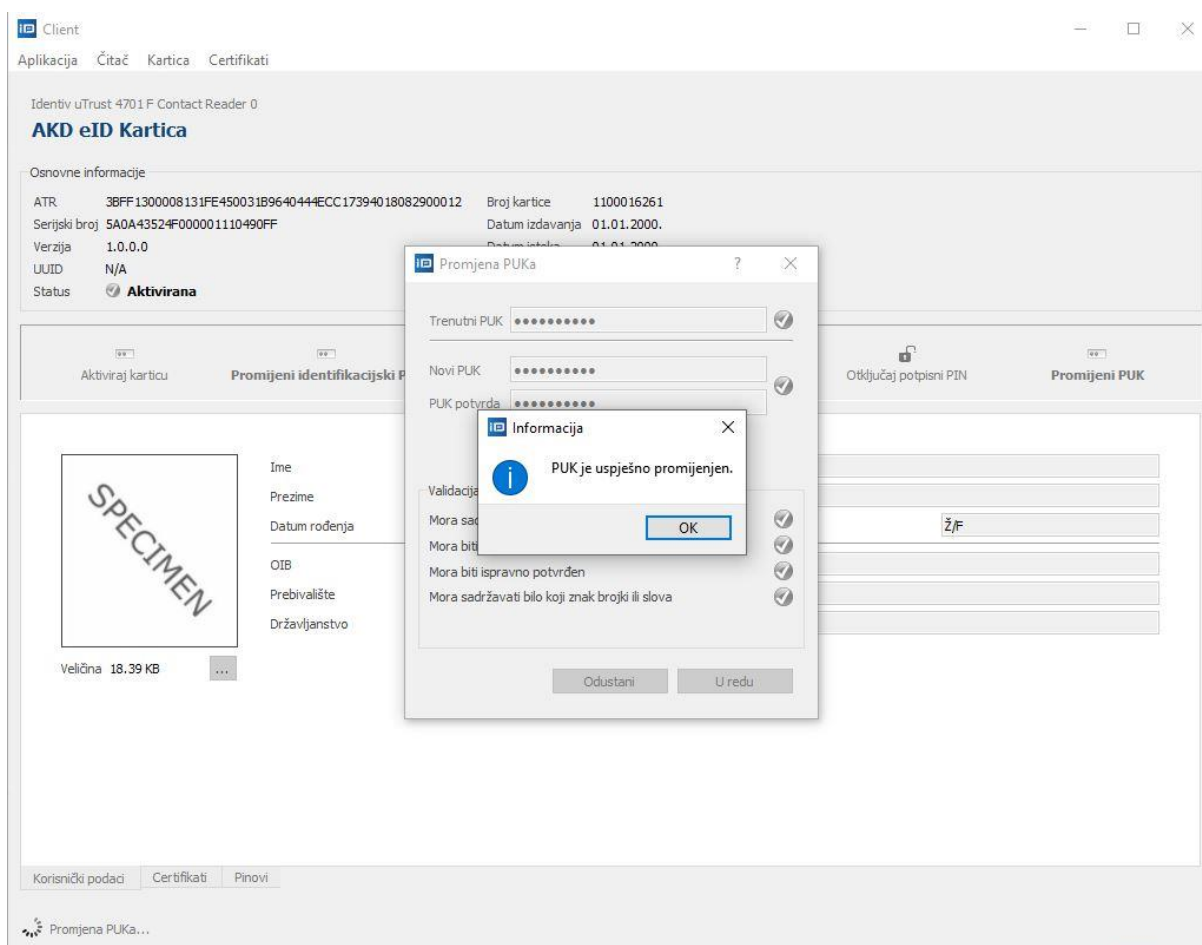 Client
Aplikacija Čitač Kartica Certifikati
Identiv uTrust 4701 F Contact Reader 0
AKD eID Kartica
Osnovne informacije
ATR 3BFF1300008131FE450031B9640444ECC17394018082900012 Broj kartice 1100016261
Serijski broj 5A0A43524F000001110490FF Datum izdavanja 01.01.2000.
Verzija 1.0.0.0 Datum isteka 01.01.2000.
UUID N/A
Status Aktivirana
Promjena PUKa
Trenutni PUK
Novi PUK
PUK potvrda
Aktiviraj karticu Promijeni identifikacijski Otključaj potpisni PIN Promijeni PUK
Informacija
PUK je uspješno promijenjen.
OK
Validacija
Mora
Mora biti
Mora biti ispravno potvrđen
Mora sadržavati bilo koji znak brojki ili slova
Odustani U redu
SPECIMEN
Ime
Prezime
Datum rođenja Ž/F
OIB
Prebivalište
Državljanstvo
Veličina 18.39 KB ...
Korisnički podaci Certifikati Pinovi
Promjena PUKa...